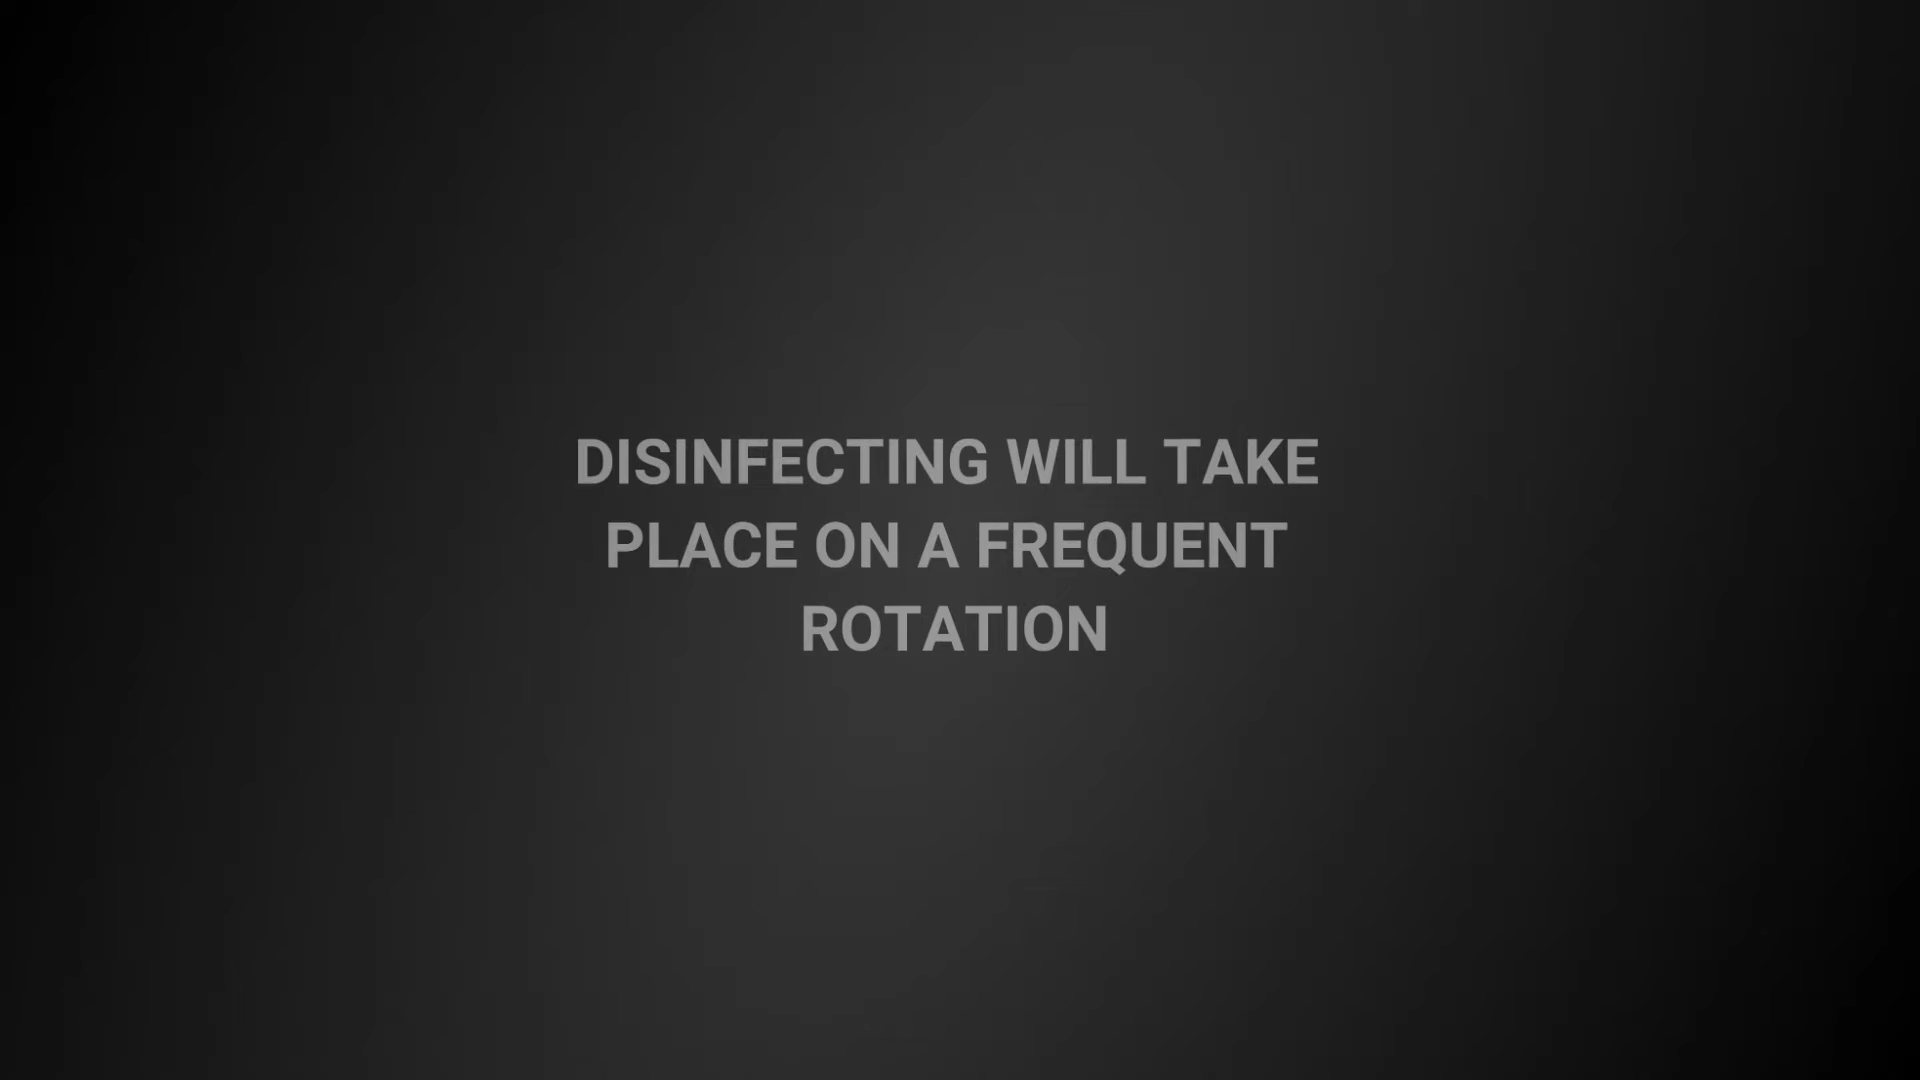 DISINFECTING WILL TAKE
PLACE ON A FREQUENT
ROTATION